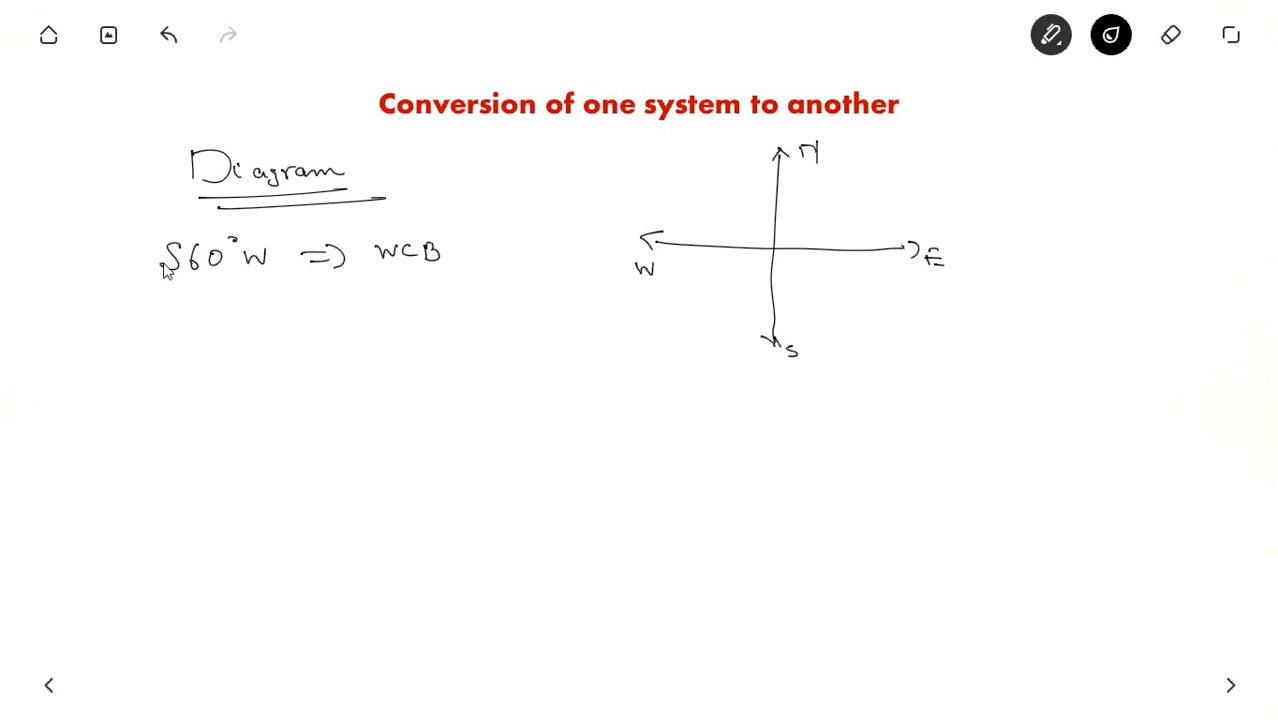 Conversion of one system to another
Diagram
S60°W => WCB
N
W
E
S